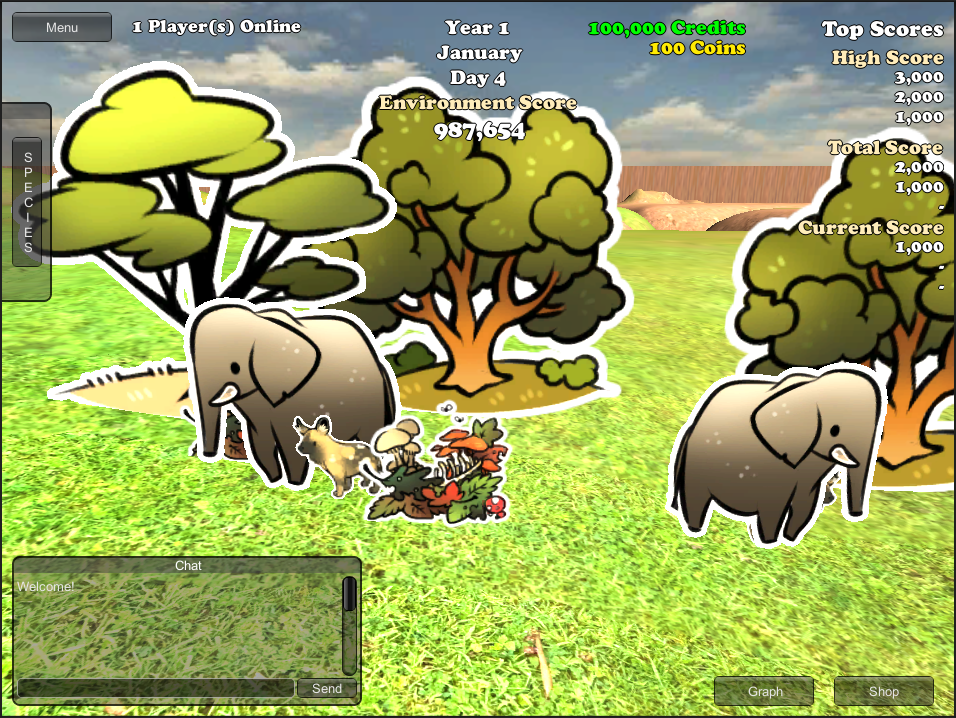 Menu
1 Player(s) Online
Year 1
January
Day 4
Environment Score
987,654
100,000 Credits
100 Coins
Top Scores
High Score
3,000
2,000
1,000
Total Score
2,000
1,000
-
Current Score
1,000
-
-
SPECIES
Chat
Welcome!
Send
Graph
Shop